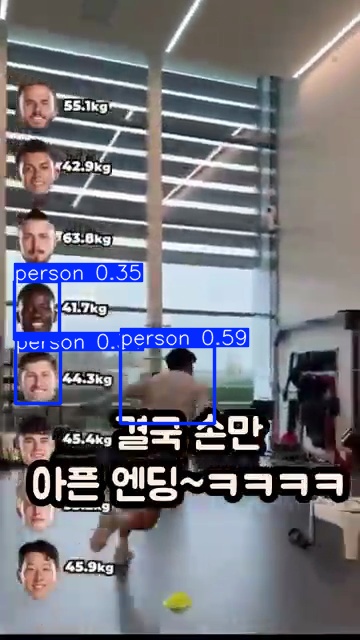 55.1kg
42.9kg
63.8kg
person 0.35
41.7kg
person 0.59
44.3kg
45.4kg
결국 손만
아픈 엔딩~ㅋㅋㅋㅋ
45.9kg